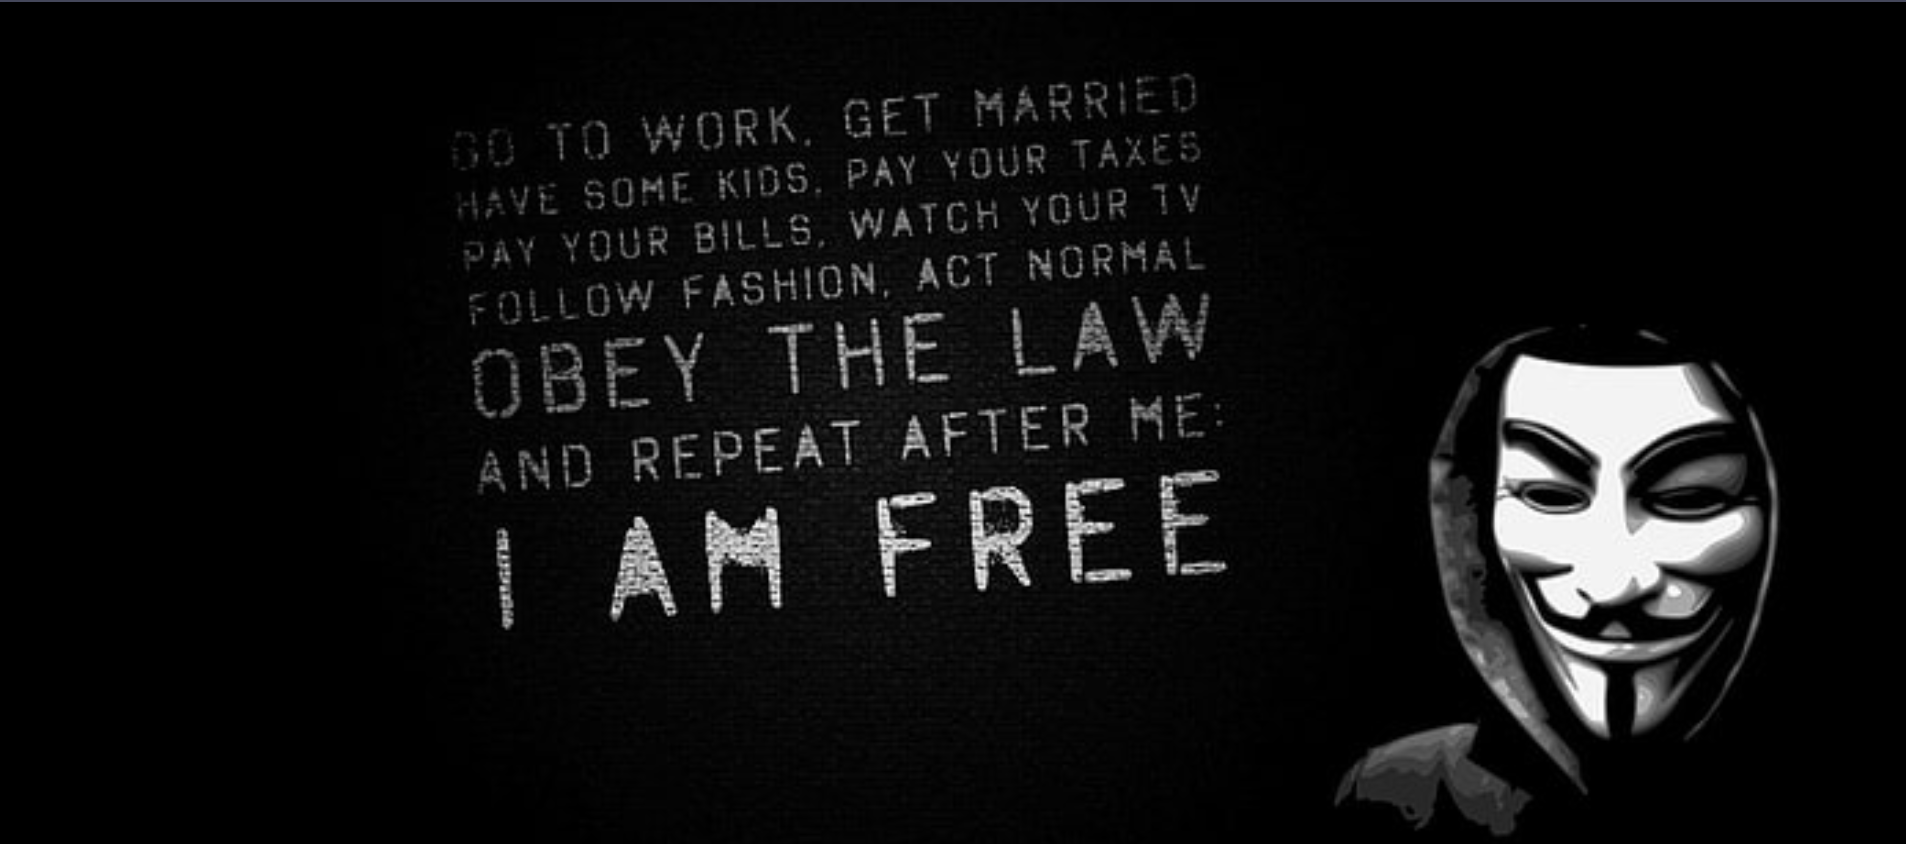 GO TO WORK, GET MARRIED
HAVE SOME KIDS, PAY YOUR TAXES
PAY YOUR BILLS, WATCH YOUR TV
FOLLOW FASHION, ACT NORMAL
OBEY THE LAW
AND REPEAT AFTER ME:
I AM FREE